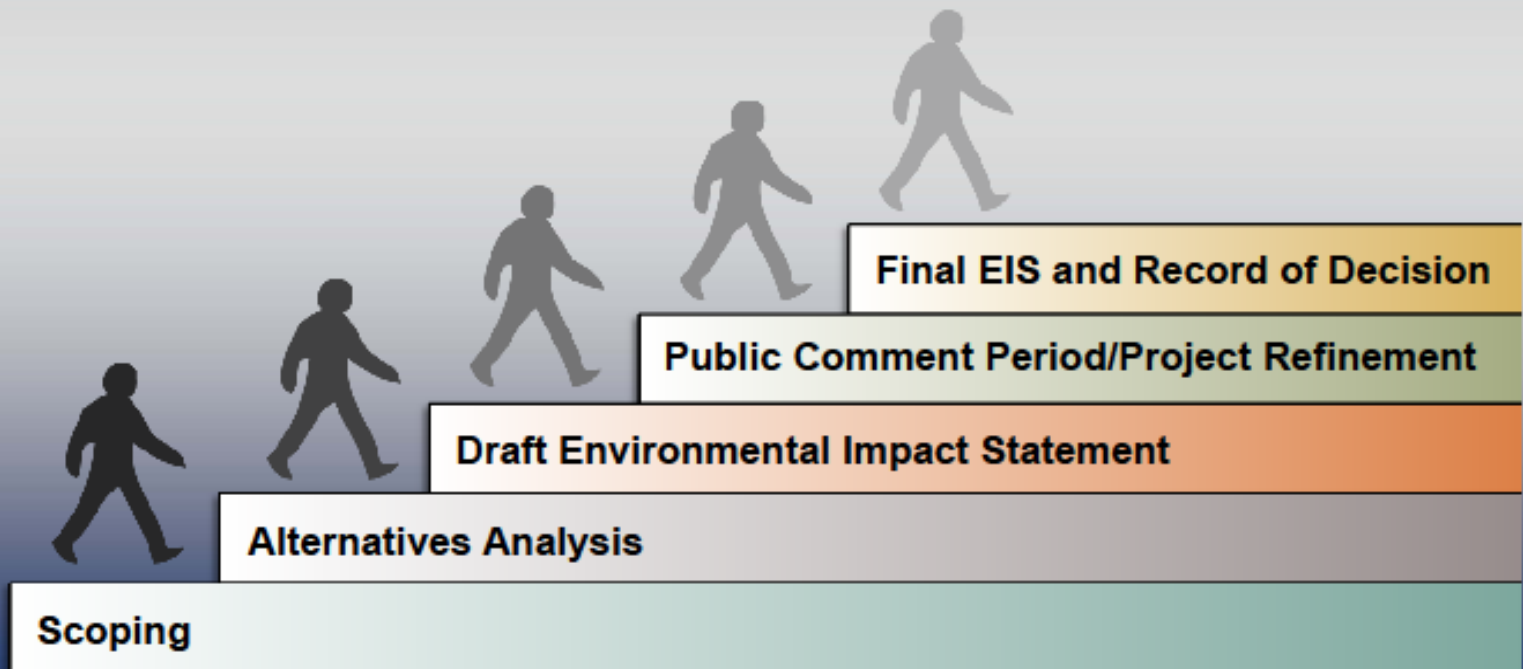 Final EIS and Record of Decision
Public Comment Period/Project Refinement
Draft Environmental Impact Statement
Alternatives Analysis
Scoping